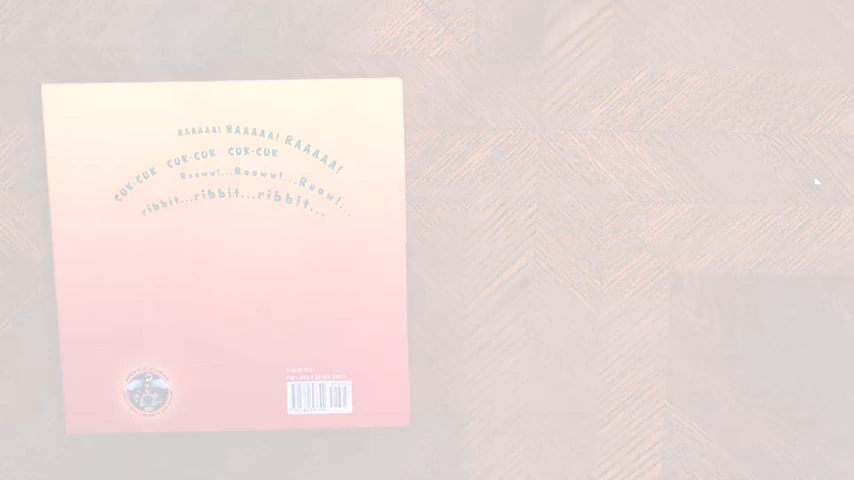 RAAAAA! RAAAAA! RAAAAA!
CUK-CUK CUK-CUK CUK-CUK
Rooww!...Rooww!...Roow!...
ribbit...ribbit...ribbit...